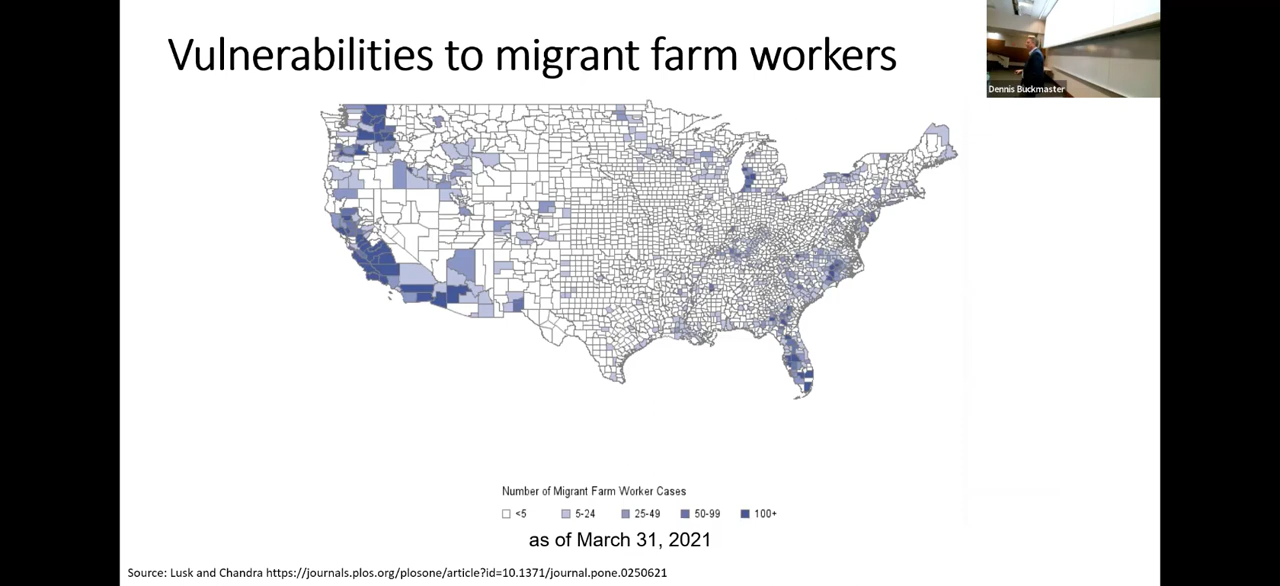 Vulnerabilities to migrant farm workers
Dennis Buckmaster
Number of Migrant Farm Worker Cases
<5 5-24 25-49 50-99 100+
as of March 31, 2021
Source: Lusk and Chandra https://journals.plos.org/plosone/article?id=10.1371/journal.pone.0250621